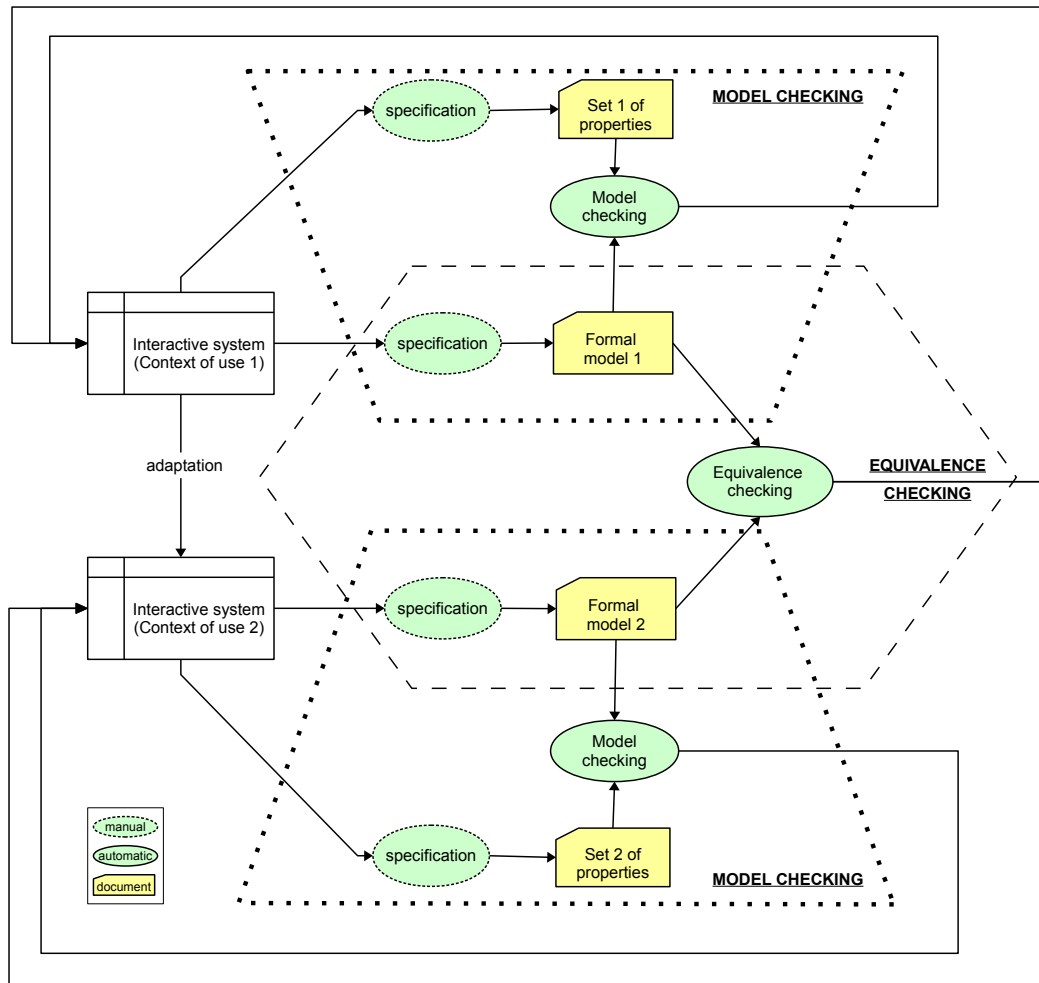 MODEL CHECKING
specification
Set 1 of
properties
Model
checking
Interactive system
(Context of use 1)
specification
Formal
model 1
adaptation
Equivalence
checking
EQUIVALENCE
CHECKING
Interactive system
(Context of use 2)
specification
Formal
model 2
Model
checking
manual
automatic
document
specification
Set 2 of
properties
MODEL CHECKING